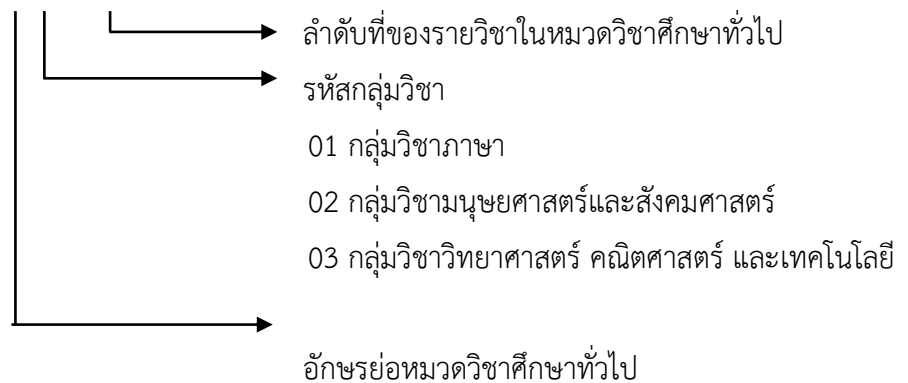 ลำดับที่ของรายวิชาในหมวดวิชาศึกษาทั่วไป
รหัสกลุ่มวิชา
01 กลุ่มวิชาภาษา
02 กลุ่มวิชามนุษยศาสตร์และสังคมศาสตร์
03 กลุ่มวิชาวิทยาศาสตร์ คณิตศาสตร์ และเทคโนโลยี
อักษรย่อหมวดวิชาศึกษาทั่วไป